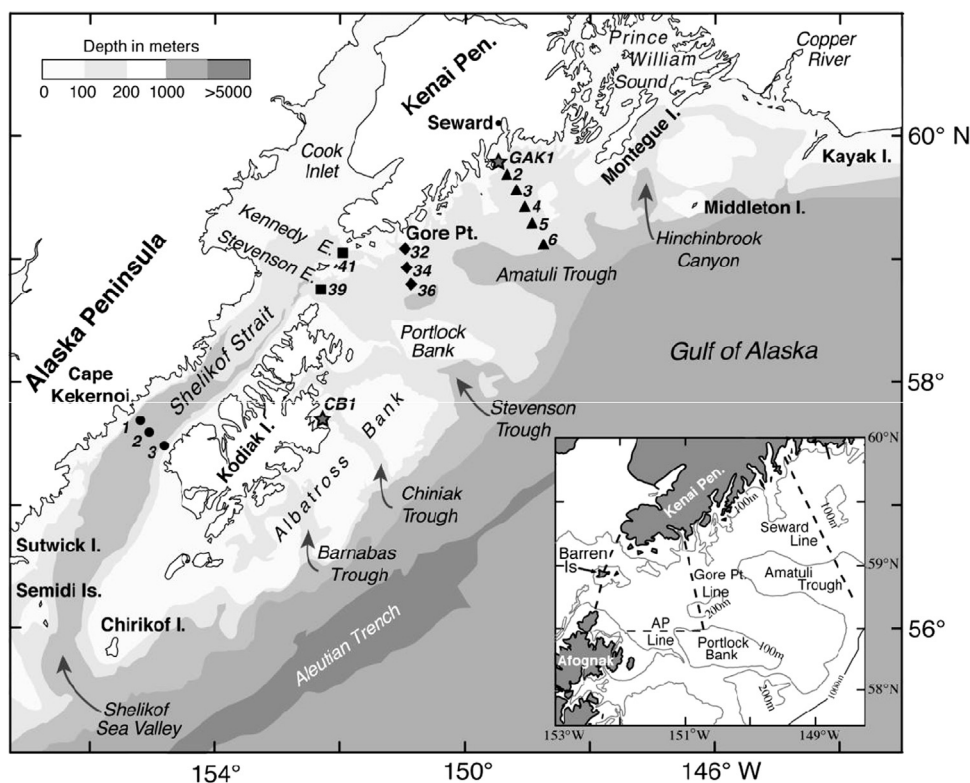 Depth in meters
0 100 200 1000 >5000
Prince
William
Sound
Copper
River
Kenai Pen.
Seward
60° N
GAK1
2
3
4
5
6
Montegue I.
Kayak I.
Middleton I.
Hinchinbrook
Canyon
Cook
Inlet
Kennedy E.
Stevenson E.
41
39
Gore Pt.
32
34
36
Amatuli Trough
Alaska Peninsula
Shelikof Strait
Portlock
Bank
Gulf of Alaska
58°
Cape
Kekernoi
1
2
3
Kodiak I.
CB1
Albatross Bank
Stevenson
Trough
Chiniak
Trough
Barnabas
Trough
Sutwick I.
Semidi Is.
Chirikof I.
Aleutian Trench
56°
Shelikof
Sea Valley
154°
150°
146° W
60°N
Kenai Pen.
100m
100m
Seward
Line
Barren
Is
59°N
Gore Pt.
Line
Amatuli
Trough
200m
AP
Line
Portlock
Bank
100m
Afognak
200m
1000m
58°N
153°W
151°W
149°W